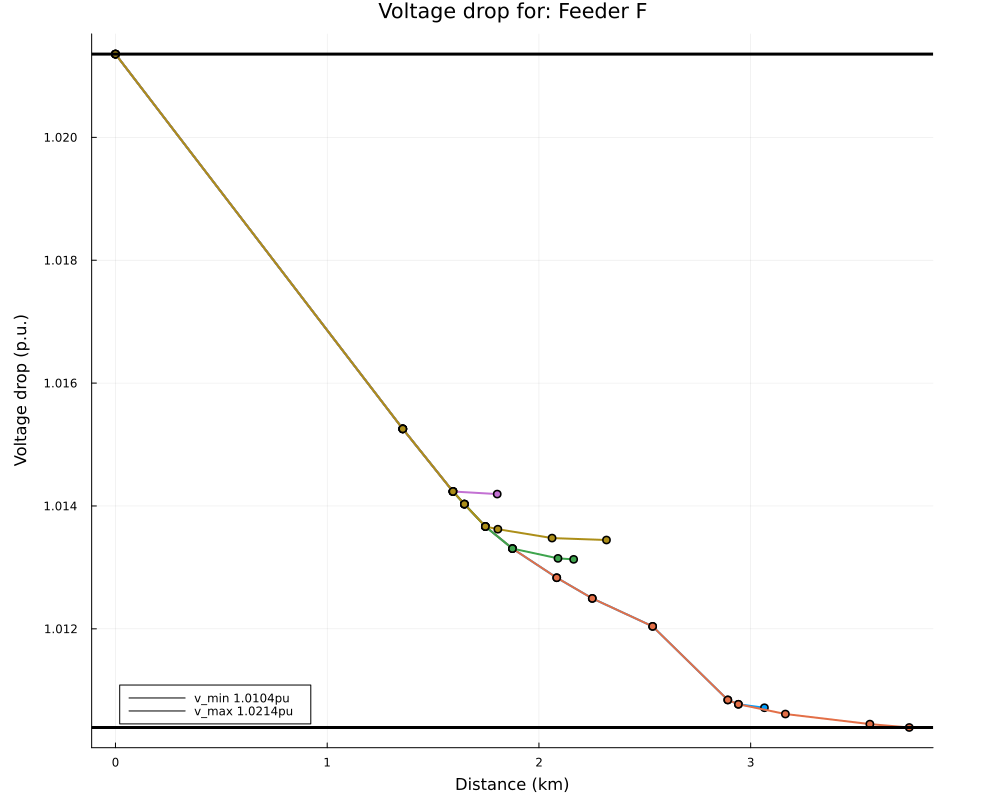 Voltage drop for: Feeder F
Voltage drop (p.u.)
1.020
1.018
1.016
1.014
1.012
v_min 1.0104pu
v_max 1.0214pu
0 1 2 3
Distance (km)